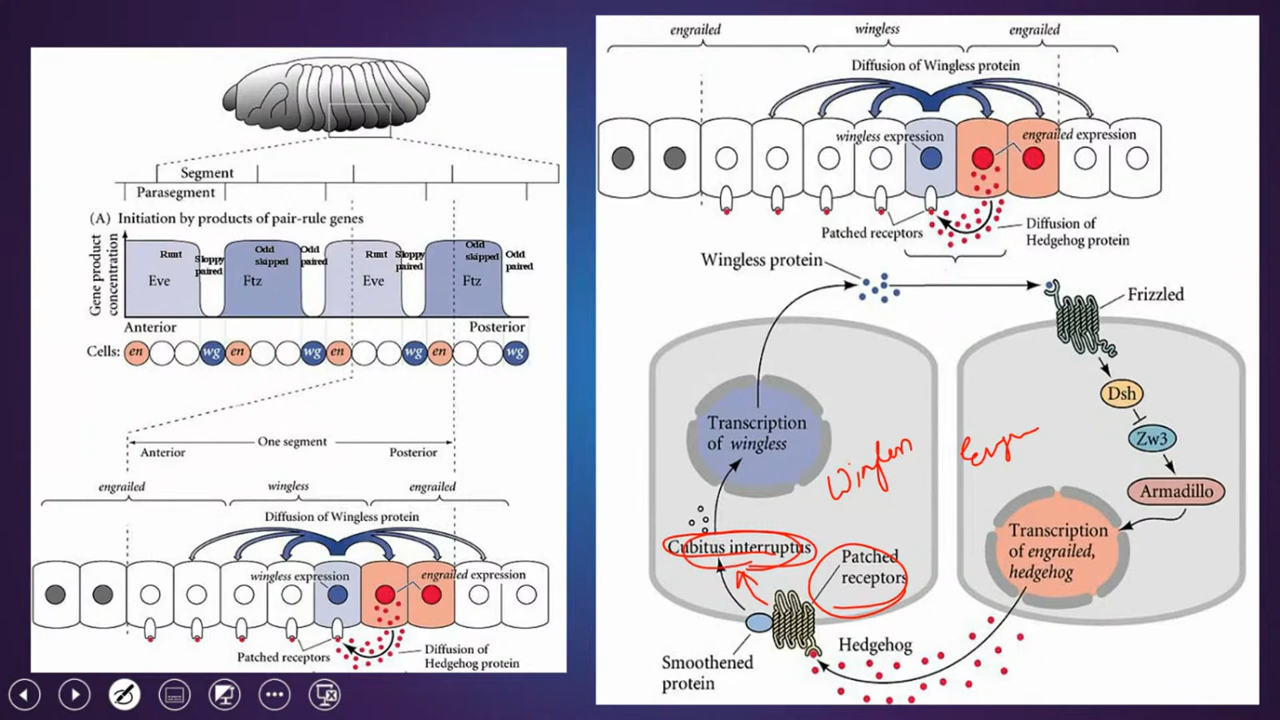 Segment
Parasegment
(A) Initiation by products of pair-rule genes
Gene product
concentration
Runt
Sloppy
paired
Odd
skipped
Odd
paired
Runt
Sloppy
paired
Odd
skipped
Odd
paired
Eve
Ftz
Eve
Ftz
Anterior
Posterior
Cells:
en
wg
en
wg
en
wg
en
wg
One segment
Anterior
Posterior
engrailed
wingless
engrailed
Diffusion of Wingless protein
wingless expression
engrailed expression
Patched receptors
Diffusion of
Hedgehog protein
engrailed
wingless
engrailed
Diffusion of Wingless protein
wingless expression
engrailed expression
Patched receptors
Diffusion of
Hedgehog protein
Wingless protein
Frizzled
Dsh
Zw3
Armadillo
Transcription
of wingless
Wingless
Transcription
of engrailed,
hedgehog
Cubitus interruptus
Patched
receptors
Smoothened
protein
Hedgehog